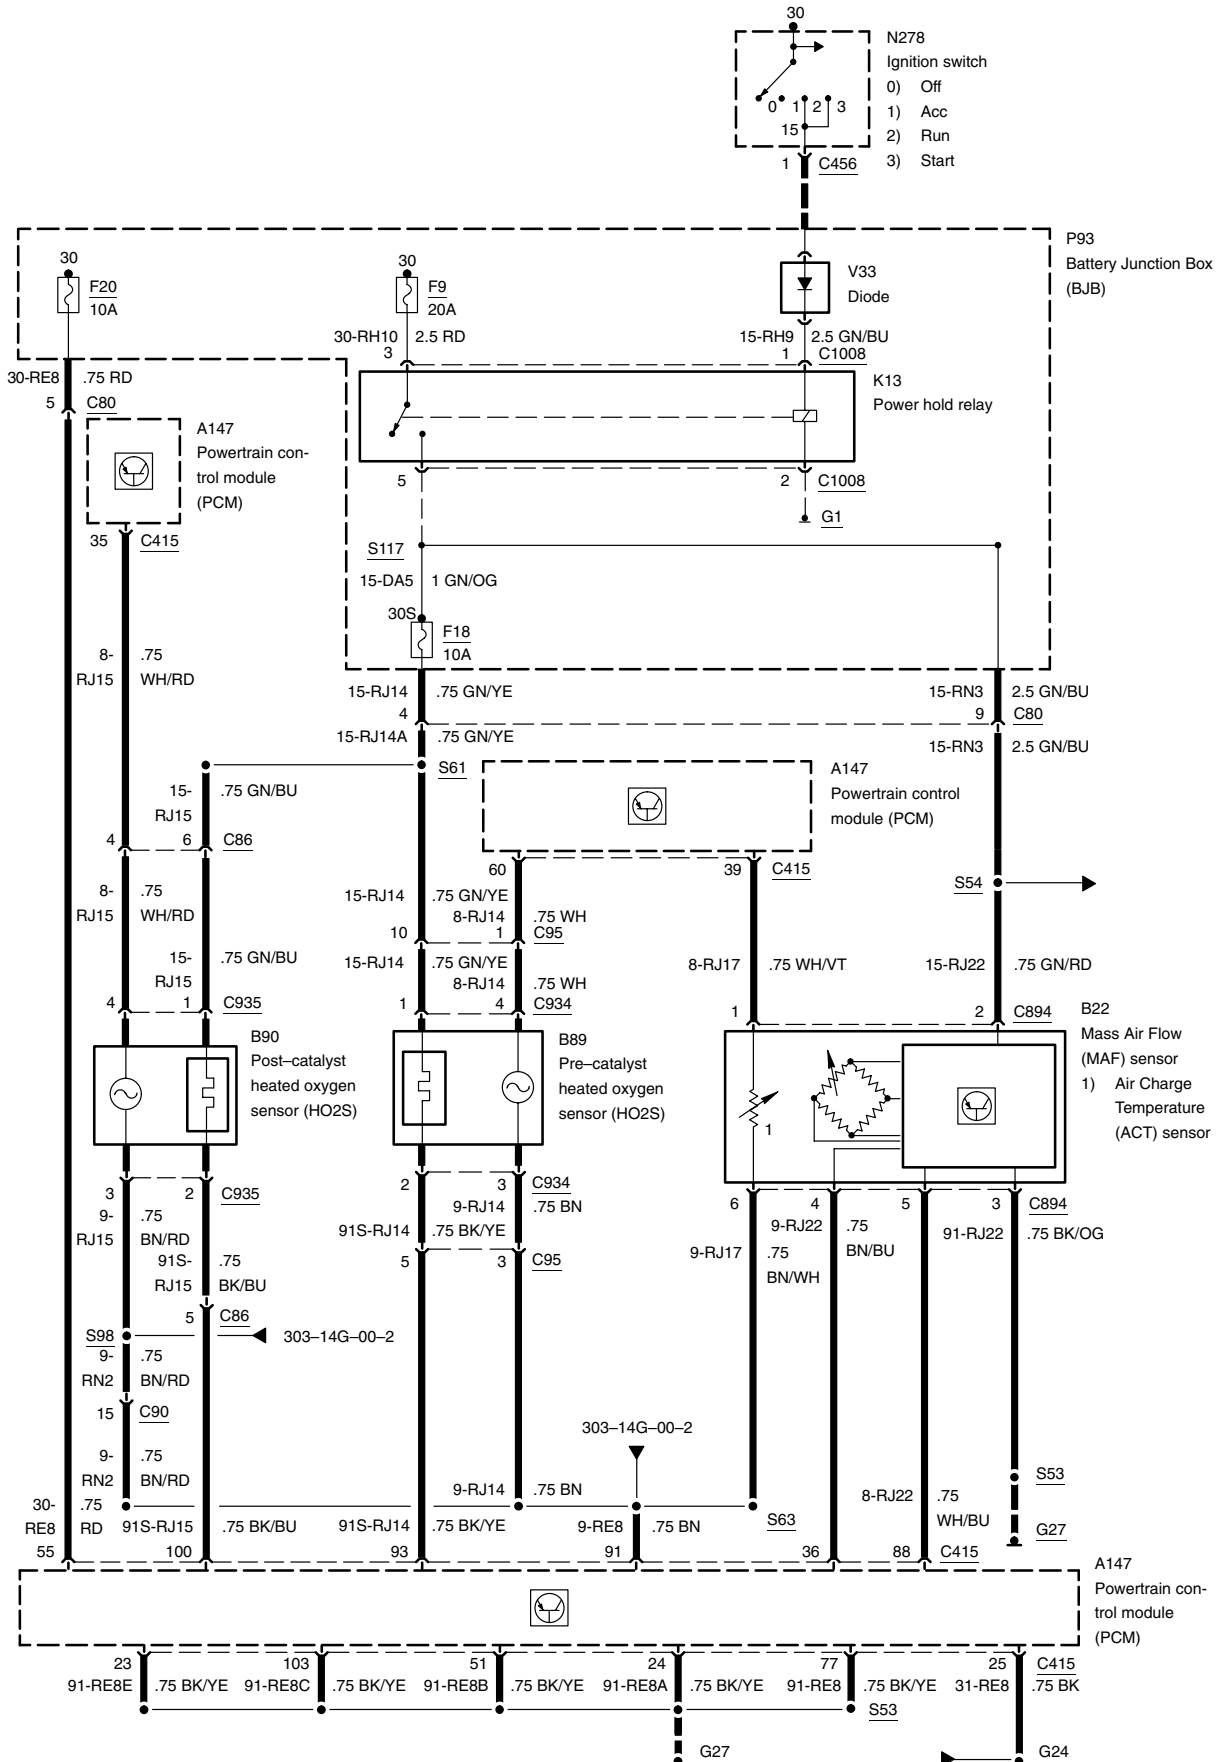 30
N278
Ignition switch
0) Off
1) Acc
2) Run
3) Start
0 1 2 3
15
1 C456
P93
Battery Junction Box
(BJB)
30
F20
10A
30
F9
20A
V33
Diode
30-RH10 2.5 RD
3
15-RH9 2.5 GN/BU
1 C1008
30-RE8 .75 RD
5 C80
K13
Power hold relay
A147
Powertrain con-
trol module
(PCM)
5
2 C1008
G1
35 C415
S117
15-DA5 1 GN/OG
30S
F18
10A
8- .75
RJ15 WH/RD
15-RJ14 .75 GN/YE
4
15-RN3 2.5 GN/BU
9 C80
15-RJ14A .75 GN/YE
15-RN3 2.5 GN/BU
S61
A147
Powertrain control
module (PCM)
15- .75 GN/BU
RJ15
4 6 C86
60 39 C415
S54
8- .75
RJ15 WH/RD
15-RJ14 .75 GN/YE
8-RJ14 .75 WH
10 1 C95
15- .75 GN/BU
RJ15
15-RJ14 .75 GN/YE
8-RJ14 .75 WH
8-RJ17 .75 WH/VT
15-RJ22 .75 GN/RD
4 1 C935
1 4 C934
1 2 C894
B90
Post–catalyst
heated oxygen
sensor (HO2S)
B89
Pre–catalyst
heated oxygen
sensor (HO2S)
B22
Mass Air Flow
(MAF) sensor
1) Air Charge
Temperature
(ACT) sensor
1
3 2 C935
2 3 C934
6 4 5 3 C894
9- .75
RJ15 BN/RD
9-RJ14 .75 BN
91S-RJ14 .75 BK/YE
9-RJ22 .75
BN/BU
91-RJ22 .75 BK/OG
91S- .75
RJ15 BK/BU
5 3 C95
9-RJ17 .75
BN/WH
5 C86
S98
303–14G–00–2
9- .75
RN2 BN/RD
15 C90
303–14G–00–2
9- .75
RN2 BN/RD
S53
9-RJ14 .75 BN
8-RJ22 .75
WH/BU
30- .75
RE8 RD
91S-RJ15 .75 BK/BU
91S-RJ14 .75 BK/YE
9-RE8 .75 BN
S63
G27
55 100 93 91 36 88 C415
A147
Powertrain con-
trol module
(PCM)
23 103 51 24 77 25 C415
91-RE8E .75 BK/YE 91-RE8C .75 BK/YE 91-RE8B .75 BK/YE 91-RE8A .75 BK/YE 91-RE8 .75 BK/YE 31-RE8 .75 BK
S53
G27
G24